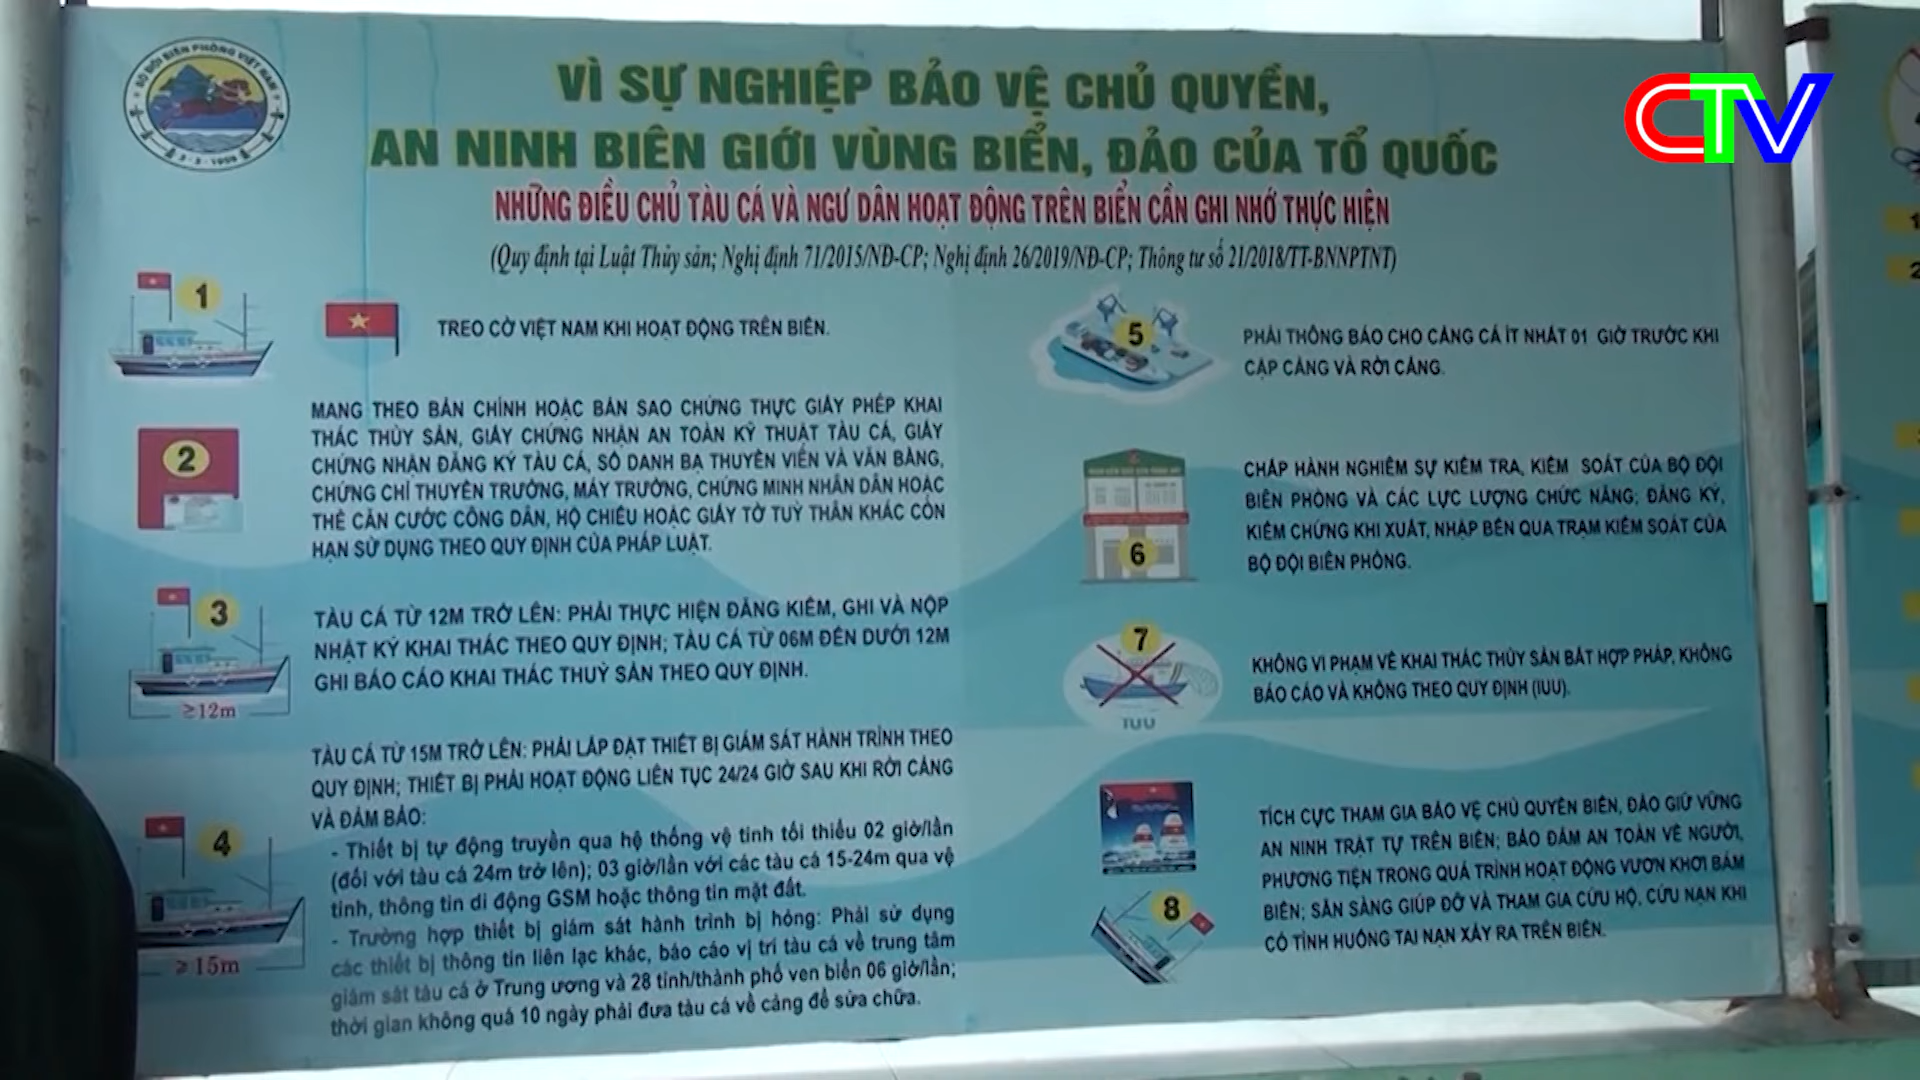 BỘ ĐỘI BIÊN PHÒNG VIỆT NAM
3 - 3 - 1959
CTV
VÌ SỰ NGHIỆP BẢO VỆ CHỦ QUYỀN,
AN NINH BIÊN GIỚI VÙNG BIỂN, ĐẢO CỦA TỔ QUỐC
NHỮNG ĐIỀU CHỦ TÀU CÁ VÀ NGƯ DÂN HOẠT ĐỘNG TRÊN BIỂN CẦN GHI NHỚ THỰC HIỆN
(Quy định tại Luật Thủy sản; Nghị định 71/2015/NĐ-CP; Nghị định 26/2019/NĐ-CP; Thông tư số 21/2018/TT-BNNPTNT)
1
TREO CỜ VIỆT NAM KHI HOẠT ĐỘNG TRÊN BIỂN.
2
MANG THEO BẢN CHÍNH HOẶC BẢN SAO CHỨNG THỰC GIẤY PHÉP KHAI
THÁC THỦY SẢN, GIẤY CHỨNG NHẬN AN TOÀN KỸ THUẬT TÀU CÁ, GIẤY
CHỨNG NHẬN ĐĂNG KÝ TÀU CÁ, SỔ DANH BẠ THUYỀN VIÊN VÀ VĂN BẰNG,
CHỨNG CHỈ THUYỀN TRƯỞNG, MÁY TRƯỞNG, CHỨNG MINH NHÂN DÂN HOẶC
THẺ CĂN CƯỚC CÔNG DÂN, HỘ CHIẾU HOẶC GIẤY TỜ TUỲ THÂN KHÁC CÒN
HẠN SỬ DỤNG THEO QUY ĐỊNH CỦA PHÁP LUẬT.
3
≥12m
TÀU CÁ TỪ 12M TRỞ LÊN: PHẢI THỰC HIỆN ĐĂNG KIỂM, GHI VÀ NỘP
NHẬT KÝ KHAI THÁC THEO QUY ĐỊNH; TÀU CÁ TỪ 06M ĐẾN DƯỚI 12M
GHI BÁO CÁO KHAI THÁC THUỶ SẢN THEO QUY ĐỊNH.
4
≥15m
TÀU CÁ TỪ 15M TRỞ LÊN: PHẢI LẮP ĐẶT THIẾT BỊ GIÁM SÁT HÀNH TRÌNH THEO
QUY ĐỊNH; THIẾT BỊ PHẢI HOẠT ĐỘNG LIÊN TỤC 24/24 GIỜ SAU KHI RỜI CẢNG
VÀ ĐẢM BẢO:
- Thiết bị tự động truyền qua hệ thống vệ tinh tối thiểu 02 giờ/lần
(đối với tàu cá 24m trở lên); 03 giờ/lần với các tàu cá 15-24m qua vệ
tinh, thông tin di động GSM hoặc thông tin mặt đất.
- Trường hợp thiết bị giám sát hành trình bị hỏng: Phải sử dụng
các thiết bị thông tin liên lạc khác, báo cáo vị trí tàu cá về trung tâm
giám sát tàu cá ở Trung ương và 28 tỉnh/thành phố ven biển 06 giờ/lần;
thời gian không quá 10 ngày phải đưa tàu cá về cảng để sửa chữa.
5
PHẢI THÔNG BÁO CHO CẢNG CÁ ÍT NHẤT 01 GIỜ TRƯỚC KHI
CẬP CẢNG VÀ RỜI CẢNG.
6
CHẤP HÀNH NGHIÊM SỰ KIỂM TRA, KIỂM SOÁT CỦA BỘ ĐỘI
BIÊN PHÒNG VÀ CÁC LỰC LƯỢNG CHỨC NĂNG; ĐĂNG KÝ,
KIỂM CHỨNG KHI XUẤT, NHẬP BẾN QUA TRẠM KIỂM SOÁT CỦA
BỘ ĐỘI BIÊN PHÒNG.
7
IUU
KHÔNG VI PHẠM VỀ KHAI THÁC THỦY SẢN BẤT HỢP PHÁP, KHÔNG
BÁO CÁO VÀ KHÔNG THEO QUY ĐỊNH (IUU).
8
TÍCH CỰC THAM GIA BẢO VỆ CHỦ QUYỀN BIỂN, ĐẢO GIỮ VỮNG
AN NINH TRẬT TỰ TRÊN BIỂN; BẢO ĐẢM AN TOÀN VỀ NGƯỜI,
PHƯƠNG TIỆN TRONG QUÁ TRÌNH HOẠT ĐỘNG VƯƠN KHƠI BÁM
BIỂN; SẴN SÀNG GIÚP ĐỠ VÀ THAM GIA CỨU HỘ, CỨU NẠN KHI
CÓ TÌNH HUỐNG TAI NẠN XẢY RA TRÊN BIỂN.